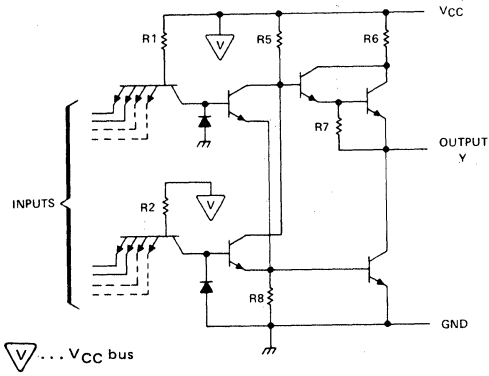 VCC
R1
V
R5
R6
R7
OUTPUT
Y
INPUTS
R2
V
R8
GND
V ... VCC bus